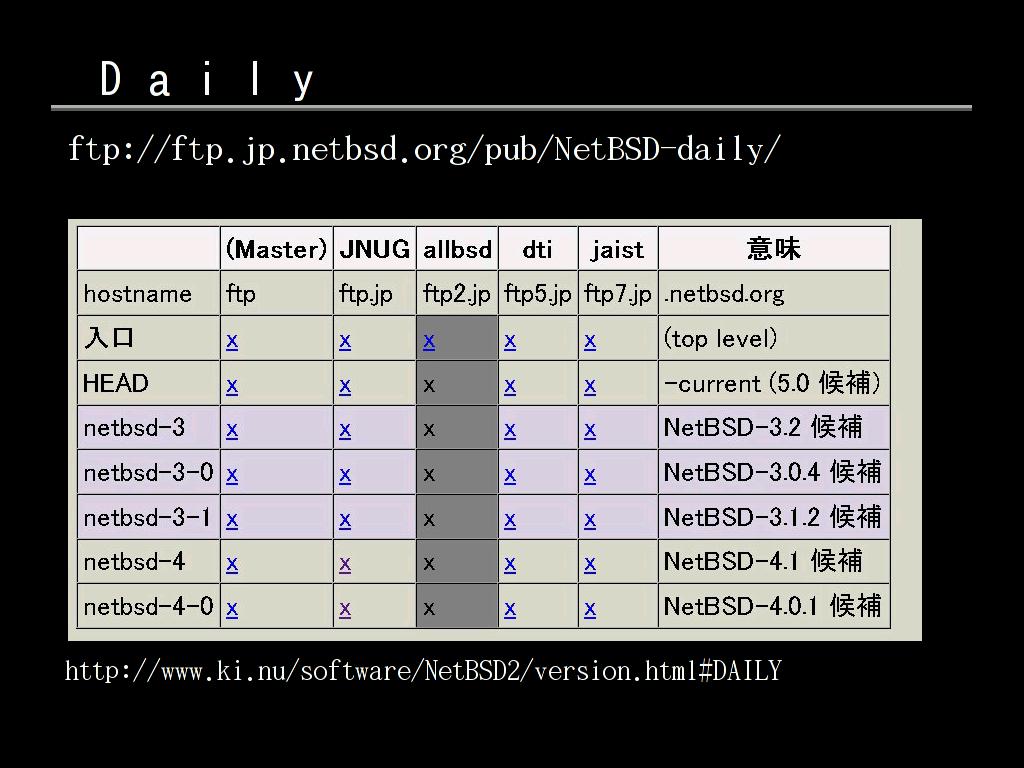 Daily
ftp://ftp.jp.netbsd.org/pub/NetBSD-daily/
(Master) JNUG allbsd dti jaist 意味
hostname ftp ftp.jp ftp2.jp ftp5.jp ftp7.jp .netbsd.org
入口 x x x x x (top level)
HEAD x x x x x -current (5.0 候補)
netbsd-3 x x x x x NetBSD-3.2 候補
netbsd-3-0 x x x x x NetBSD-3.0.4 候補
netbsd-3-1 x x x x x NetBSD-3.1.2 候補
netbsd-4 x x x x x NetBSD-4.1 候補
netbsd-4-0 x x x x x NetBSD-4.0.1 候補
http://www.ki.nu/software/NetBSD2/version.html#DAILY